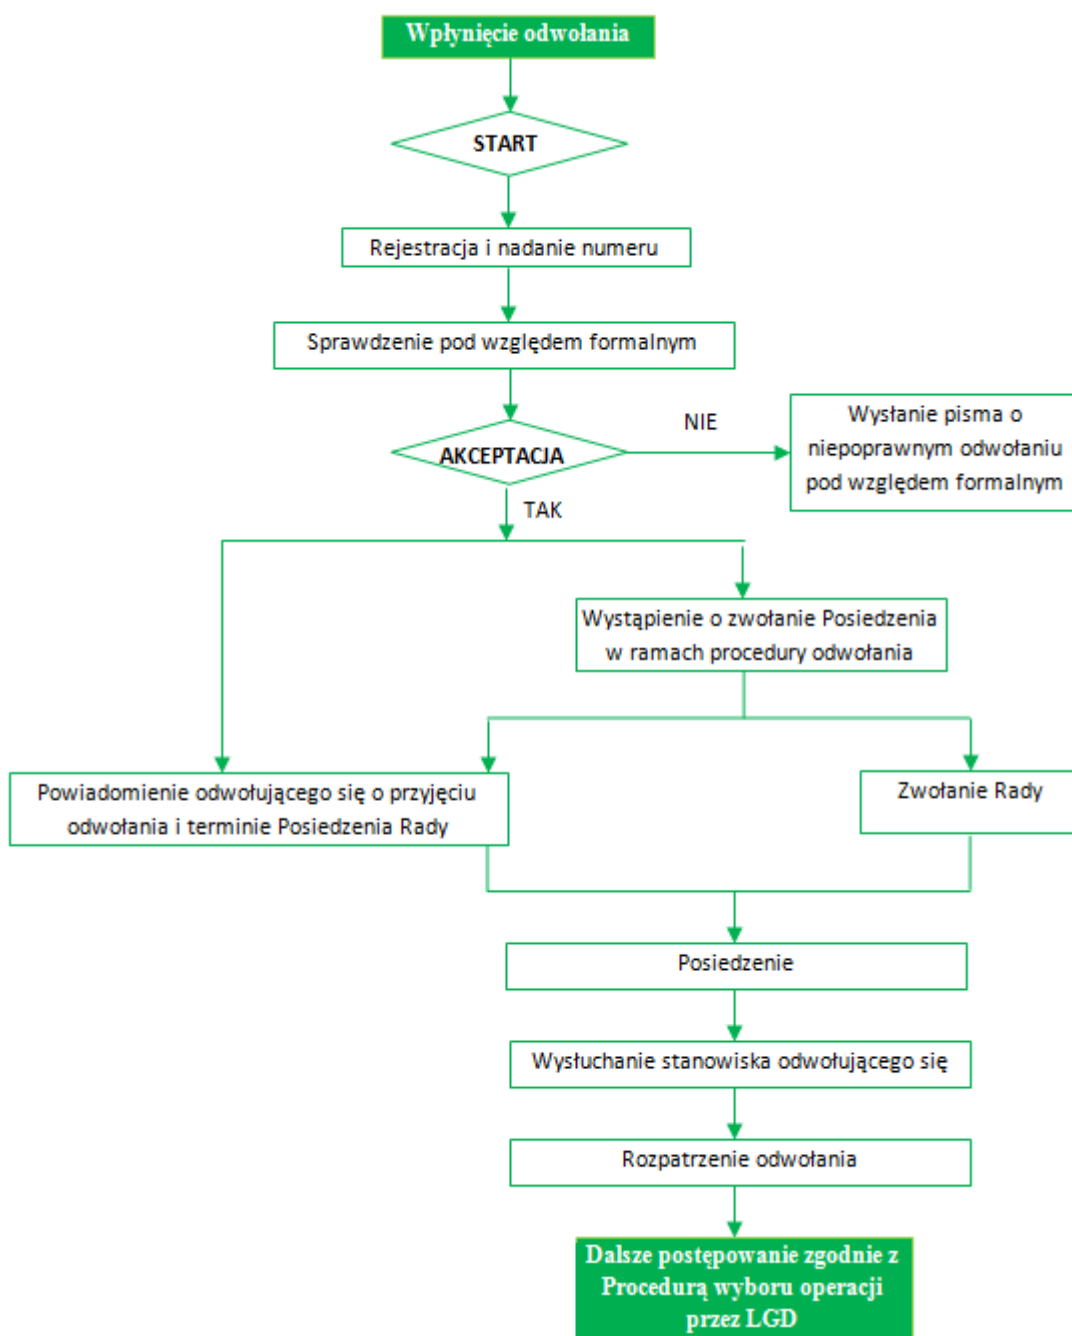 Wpłynięcie odwołania
START
Rejestracja i nadanie numeru
Sprawdzenie pod względem formalnym
AKCEPTACJA
NIE
Wysłanie pisma o
niepoprawnym odwołaniu
pod względem formalnym
TAK
Wystąpienie o zwołanie Posiedzenia
w ramach procedury odwołania
Powiadomienie odwołującego się o przyjęciu
odwołania i terminie Posiedzenia Rady
Zwołanie Rady
Posiedzenie
Wysłuchanie stanowiska odwołującego się
Rozpatrzenie odwołania
Dalsze postępowanie zgodnie z
Procedurą wyboru operacji
przez LGD